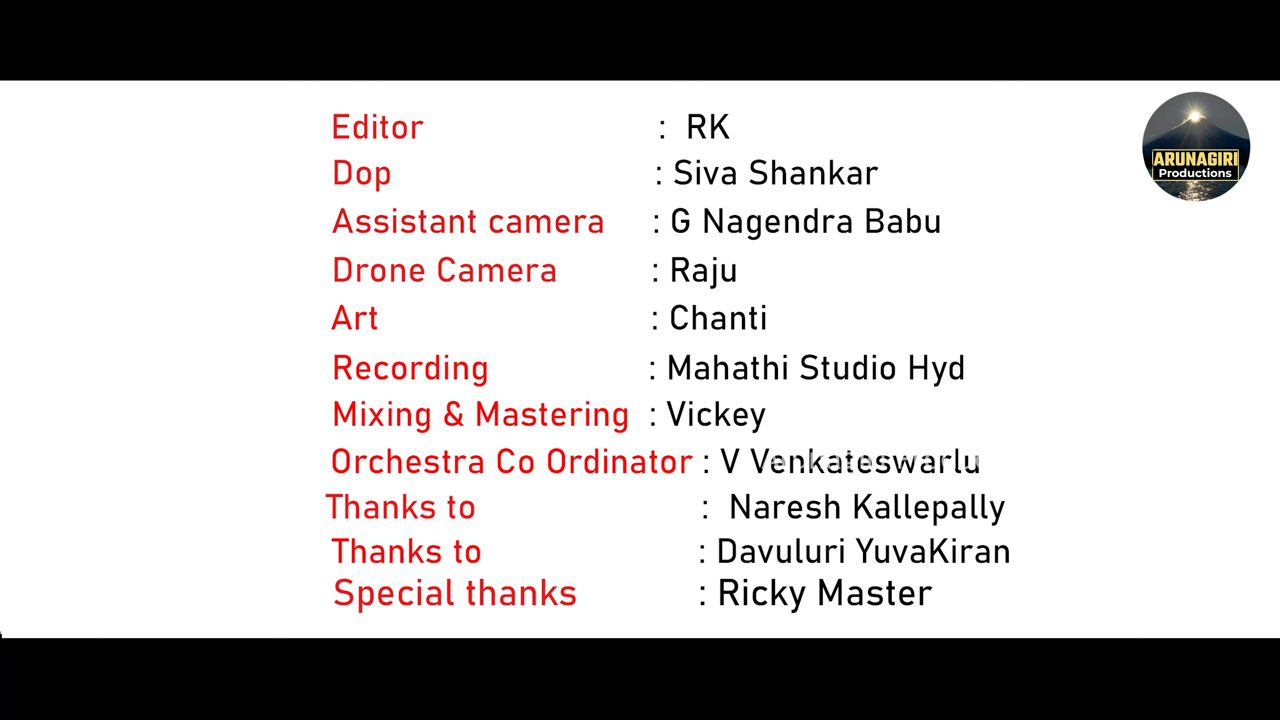 Editor : RK
Dop : Siva Shankar
Assistant camera : G Nagendra Babu
Drone Camera : Raju
Art : Chanti
Recording : Mahathi Studio Hyd
Mixing & Mastering : Vickey
Orchestra Co Ordinator : V Venkateswarlu
Thanks to : Naresh Kallepally
Thanks to : Davuluri YuvaKiran
Special thanks : Ricky Master
ARUNAGIRI
Productions